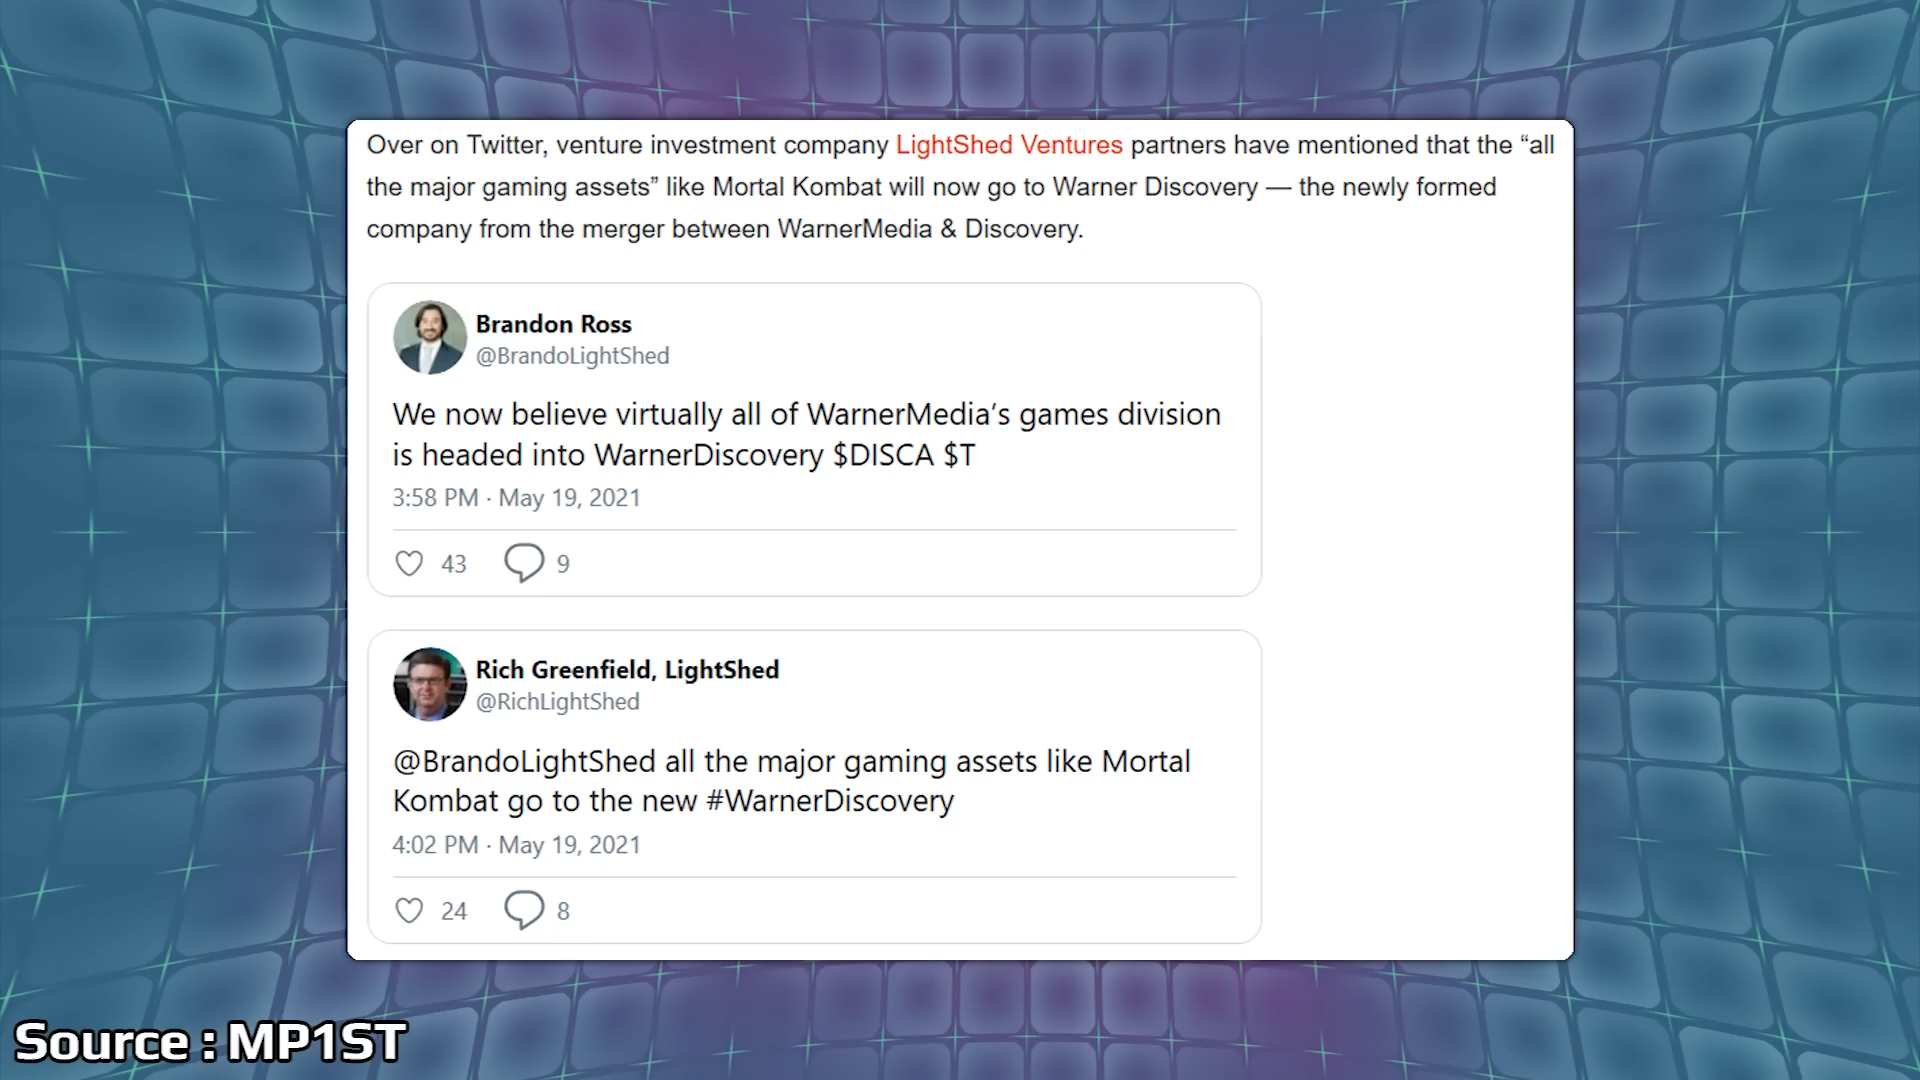 Over on Twitter, venture investment company LightShed Ventures partners have mentioned that the “all
the major gaming assets” like Mortal Kombat will now go to Warner Discovery — the newly formed
company from the merger between WarnerMedia & Discovery.
Brandon Ross
@BrandoLightShed
We now believe virtually all of WarnerMedia’s games division
is headed into WarnerDiscovery $DISCA $T
3:58 PM · May 19, 2021
43 9
Rich Greenfield, LightShed
@RichLightShed
@BrandoLightShed all the major gaming assets like Mortal
Kombat go to the new #WarnerDiscovery
4:02 PM · May 19, 2021
24 8
Source : MP1ST